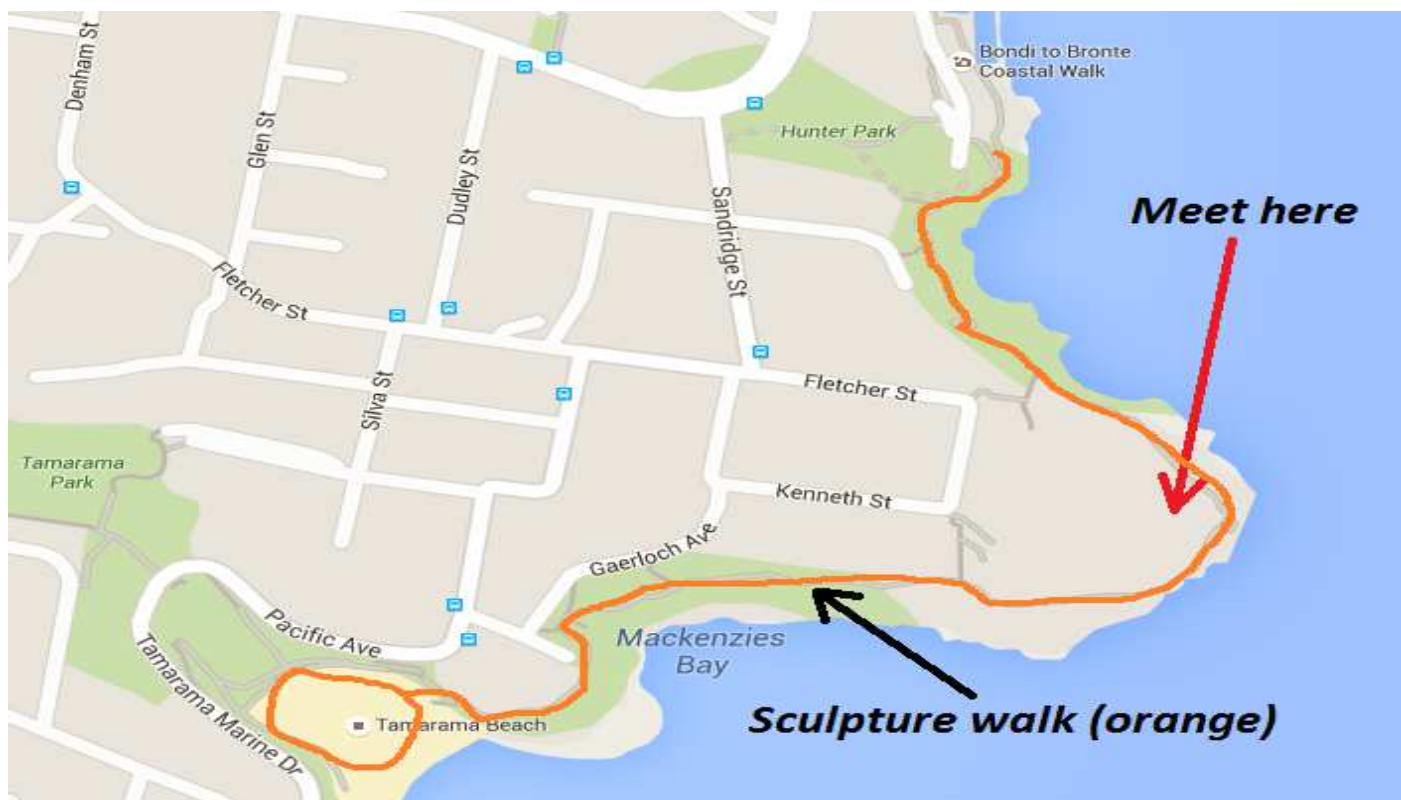 Denham St
Glen St
Dudley St
Bondi to Bronte
Coastal Walk
Hunter Park
Meet here
Sandridge St
Fletcher St
Silva St
Fletcher St
Tamarama
Park
Kenneth St
Gaerloch Ave
Pacific Ave
Mackenzies
Bay
Tamarama Marine Dr
Tamarama Beach
Sculpture walk (orange)